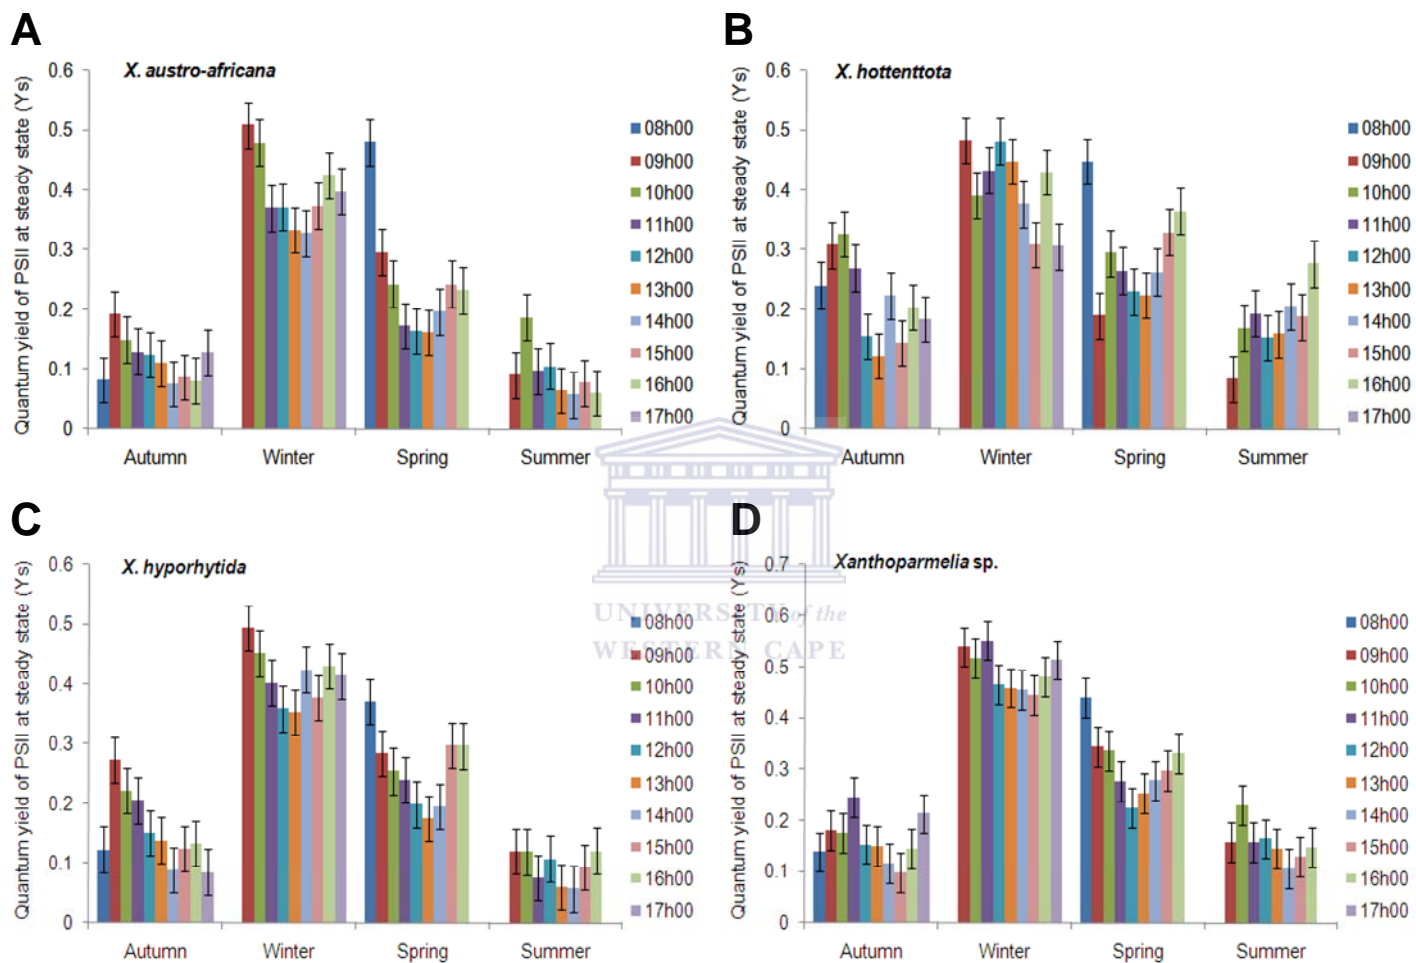 A
X. austro-africana
Quantum yield of PSII at steady state (Ys)
0.6
0.5
0.4
0.3
0.2
0.1
0
Autumn
Winter
Spring
Summer
08h00
09h00
10h00
11h00
12h00
13h00
14h00
15h00
16h00
17h00
B
X. hottenttota
Quantum yield of PSII at steady state (Ys)
0.6
0.5
0.4
0.3
0.2
0.1
0
Autumn
Winter
Spring
Summer
08h00
09h00
10h00
11h00
12h00
13h00
14h00
15h00
16h00
17h00
C
X. hyporhytida
Quantum yield of PSII at steady state (Ys)
0.6
0.5
0.4
0.3
0.2
0.1
0
Autumn
Winter
Spring
Summer
08h00
09h00
10h00
11h00
12h00
13h00
14h00
15h00
16h00
17h00
D
Xanthoparmelia sp.
Quantum yield of PSII at steady state (Ys)
0.7
0.6
0.5
0.4
0.3
0.2
0.1
0
Autumn
Winter
Spring
Summer
08h00
09h00
10h00
11h00
12h00
13h00
14h00
15h00
16h00
17h00
UNIVERSITY of the
WESTERN CAPE